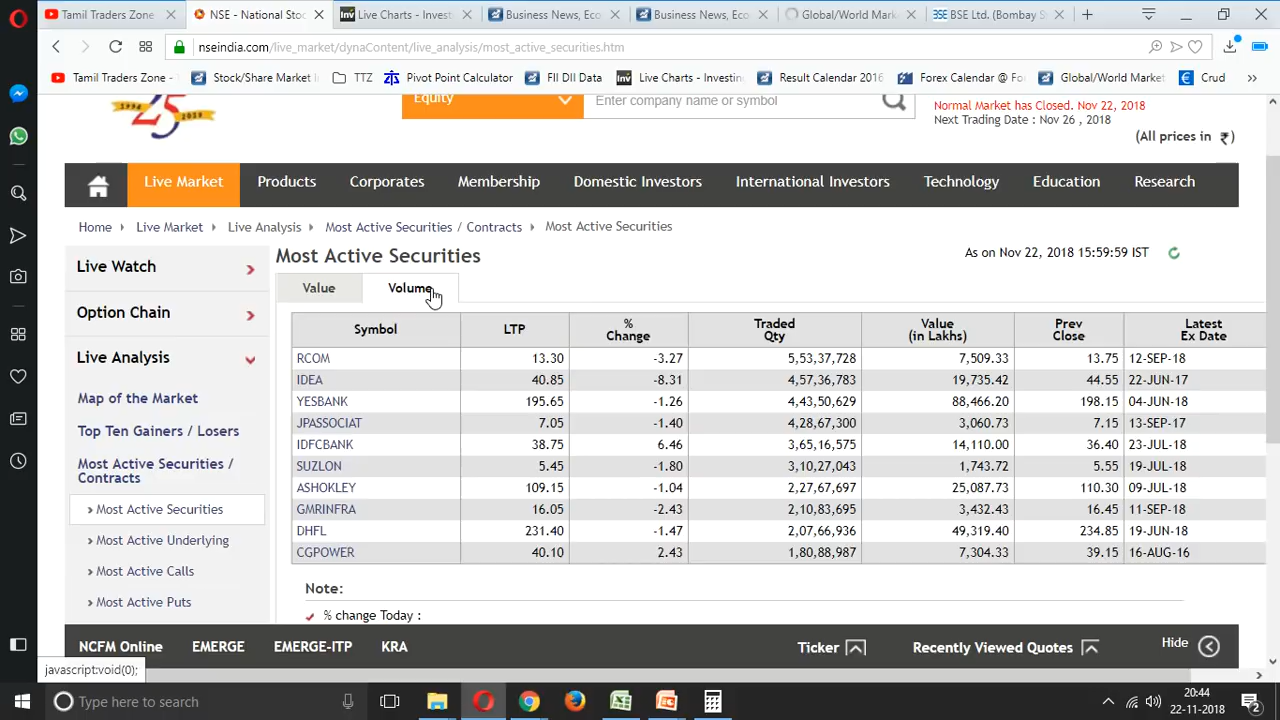 Tamil Traders Zone
NSE - National Stoc
Live Charts - Invest
Business News, Eco
Business News, Eco
Global/World Mark
BSE Ltd. (Bombay S
nseindia.com/live_market/dynaContent/live_analysis/most_active_securities.htm
Tamil Traders Zone -
Stock/Share Market
TTZ
Pivot Point Calculator
FII DII Data
Inv Live Charts - Investin
Result Calendar 2016
Forex Calendar @ Fo
Global/World Market
Crud
1994 25 2019
Equity
Enter company name or symbol
Normal Market has Closed. Nov 22, 2018
Next Trading Date : Nov 26 , 2018
(All prices in ₹)
Live Market Products Corporates Membership Domestic Investors International Investors Technology Education Research
Home Live Market Live Analysis Most Active Securities / Contracts Most Active Securities
Live Watch
Option Chain
Live Analysis
Map of the Market
Top Ten Gainers / Losers
Most Active Securities /
Contracts
Most Active Securities
Most Active Underlying
Most Active Calls
Most Active Puts
Most Active Securities
As on Nov 22, 2018 15:59:59 IST
Value Volume
Symbol LTP % Change Traded Qty Value (in Lakhs) Prev Close Latest Ex Date
RCOM 13.30 -3.27 5,53,37,728 7,509.33 13.75 12-SEP-18
IDEA 40.85 -8.31 4,57,36,783 19,735.42 44.55 22-JUN-17
YESBANK 195.65 -1.26 4,43,50,629 88,466.20 198.15 04-JUN-18
JPASSOCIAT 7.05 -1.40 4,28,67,300 3,060.73 7.15 13-SEP-17
IDFCBANK 38.75 6.46 3,65,16,575 14,110.00 36.40 23-JUL-18
SUZLON 5.45 -1.80 3,10,27,043 1,743.72 5.55 19-JUL-18
ASHOKLEY 109.15 -1.04 2,27,67,697 25,087.73 110.30 09-JUL-18
GMRINFRA 16.05 -2.43 2,10,83,695 3,432.43 16.45 11-SEP-18
DHFL 231.40 -1.47 2,07,66,936 49,319.40 234.85 19-JUN-18
CGPOWER 40.10 2.43 1,80,88,987 7,304.33 39.15 16-AUG-16
Note:
% change Today :
NCFM Online EMERGE EMERGE-ITP KRA Ticker Recently Viewed Quotes Hide
javascript:void(0);
Type here to search
20:44
22-11-2018
2